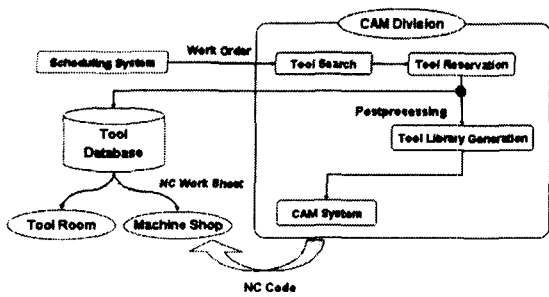 CAM Division
Work Order
Scheduling System
Tool Search
Tool Reservation
Postprocessing
Tool
Database
Tool Library Generation
NC Work Sheet
Tool Room
Machine Shop
CAM System
NC Code